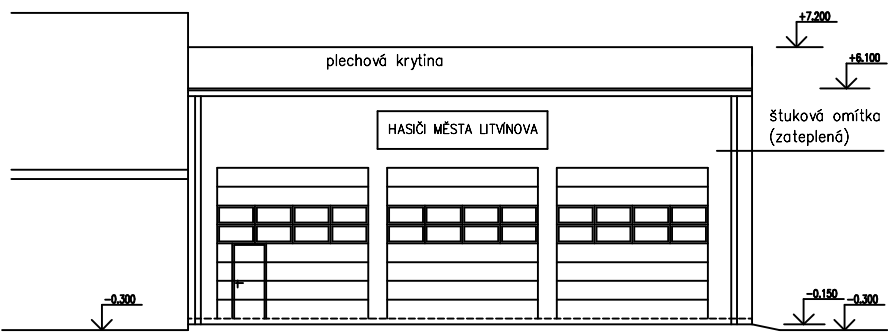 +7.200
plechová krytina
+6.100
štuková omítka
(zateplená)
HASIČI MĚSTA LITVÍNOVA
-0.300
-0.150
-0.300